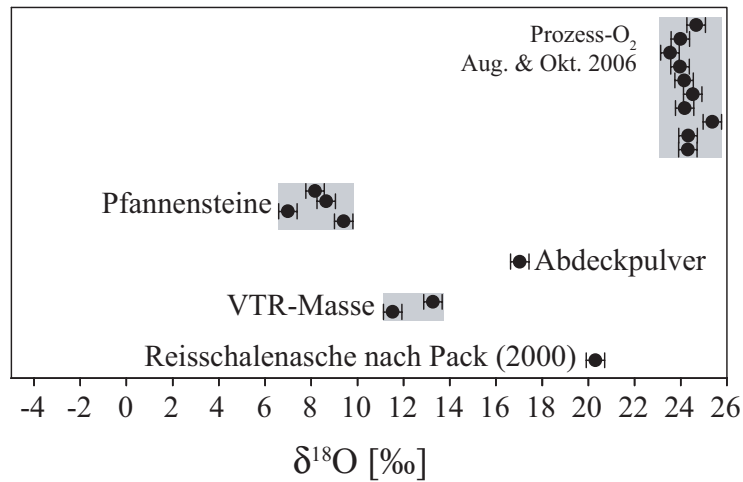 Prozess-O₂
Aug. & Okt. 2006
Pfannensteine
Abdeckpulver
VTR-Masse
Reisschalenasche nach Pack (2000)
-4 -2 0 2 4 6 8 10 12 14 16 18 20 22 24 26
δ¹⁸O [‰]